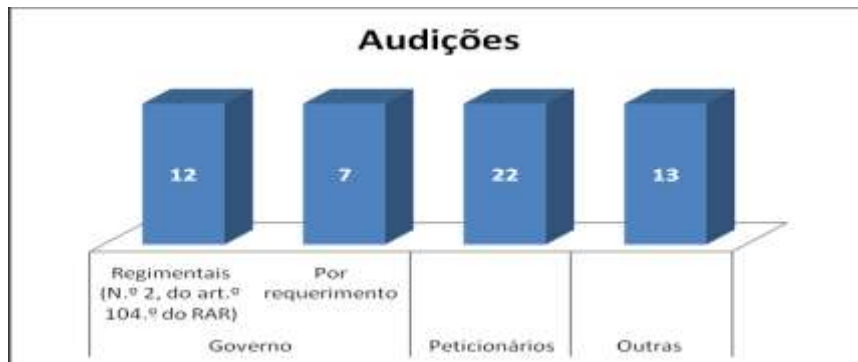 Audições
12 7 22 13
Regimentais
(N.º 2, do art.º
104.º do RAR)
Por
requerimento
Governo
Peticionários
Outras